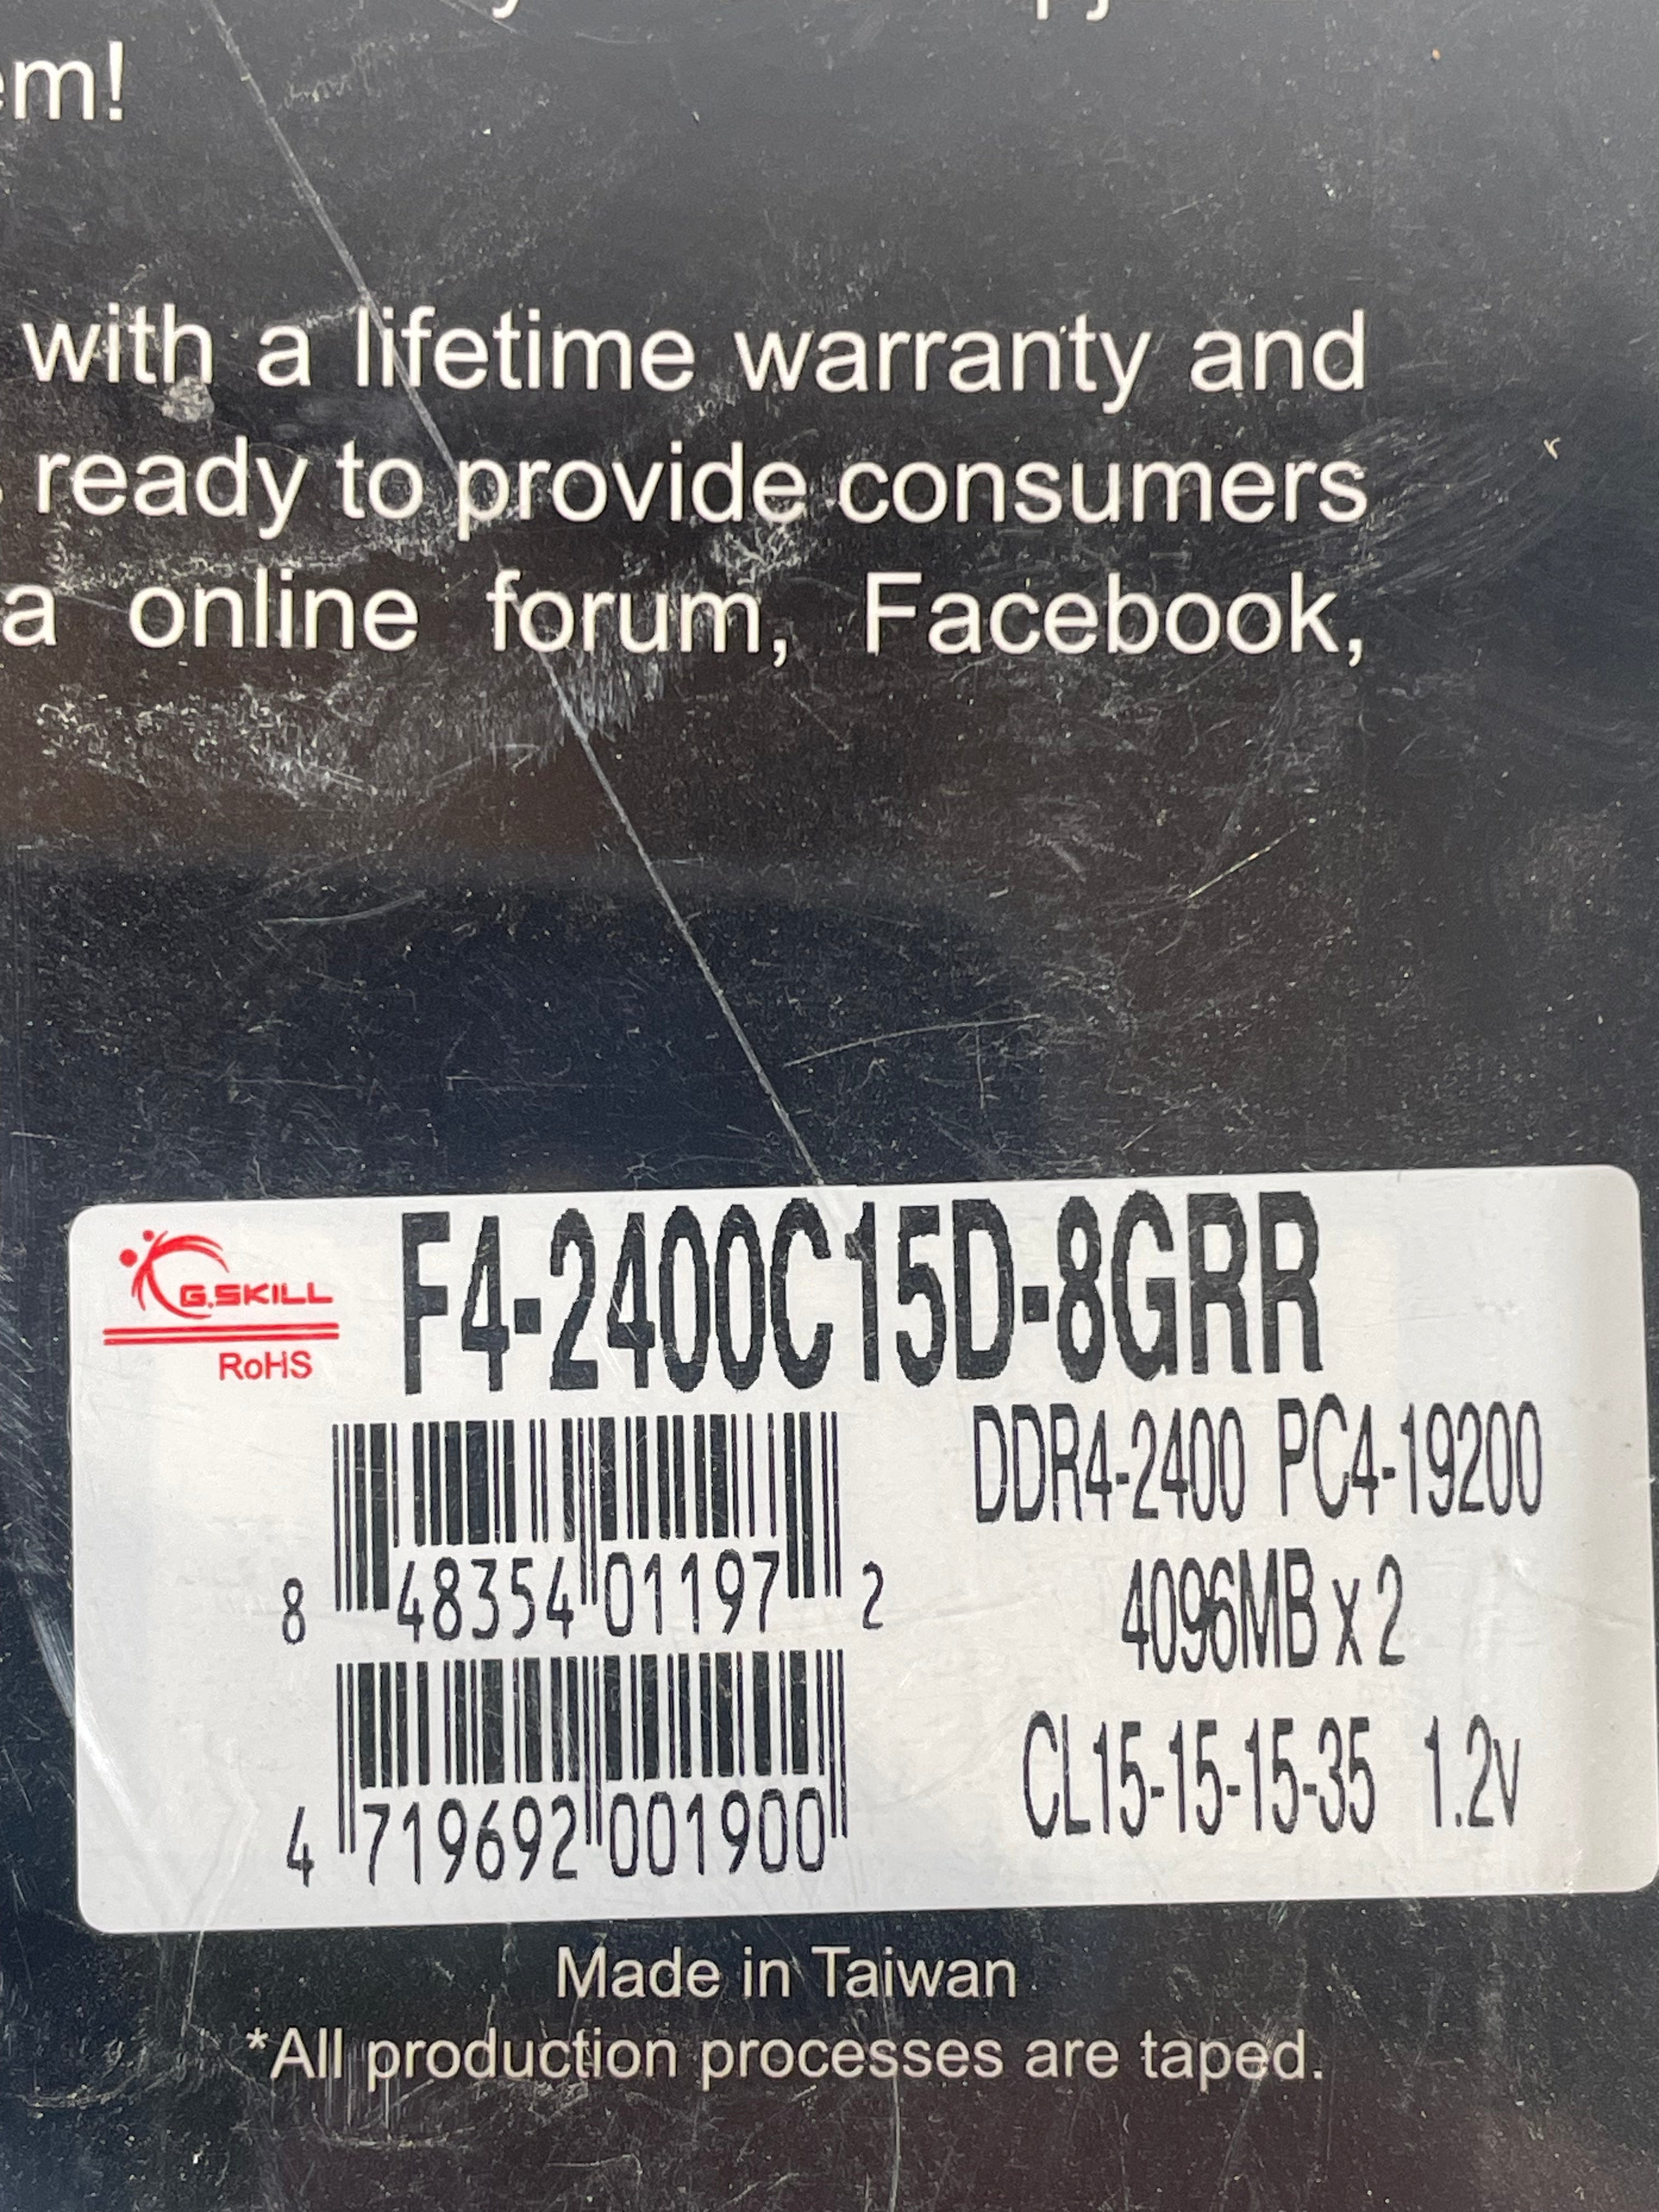 em!
with a lifetime warranty and
ready to provide consumers
a online forum, Facebook,
G.SKILL
RoHS
F4-2400C15D-8GRR
DDR4-2400 PC4-19200
8 48354 01197 2
4096MB x 2
CL15-15-15-35 1.2v
4 719692 001900
Made in Taiwan
*All production processes are taped.